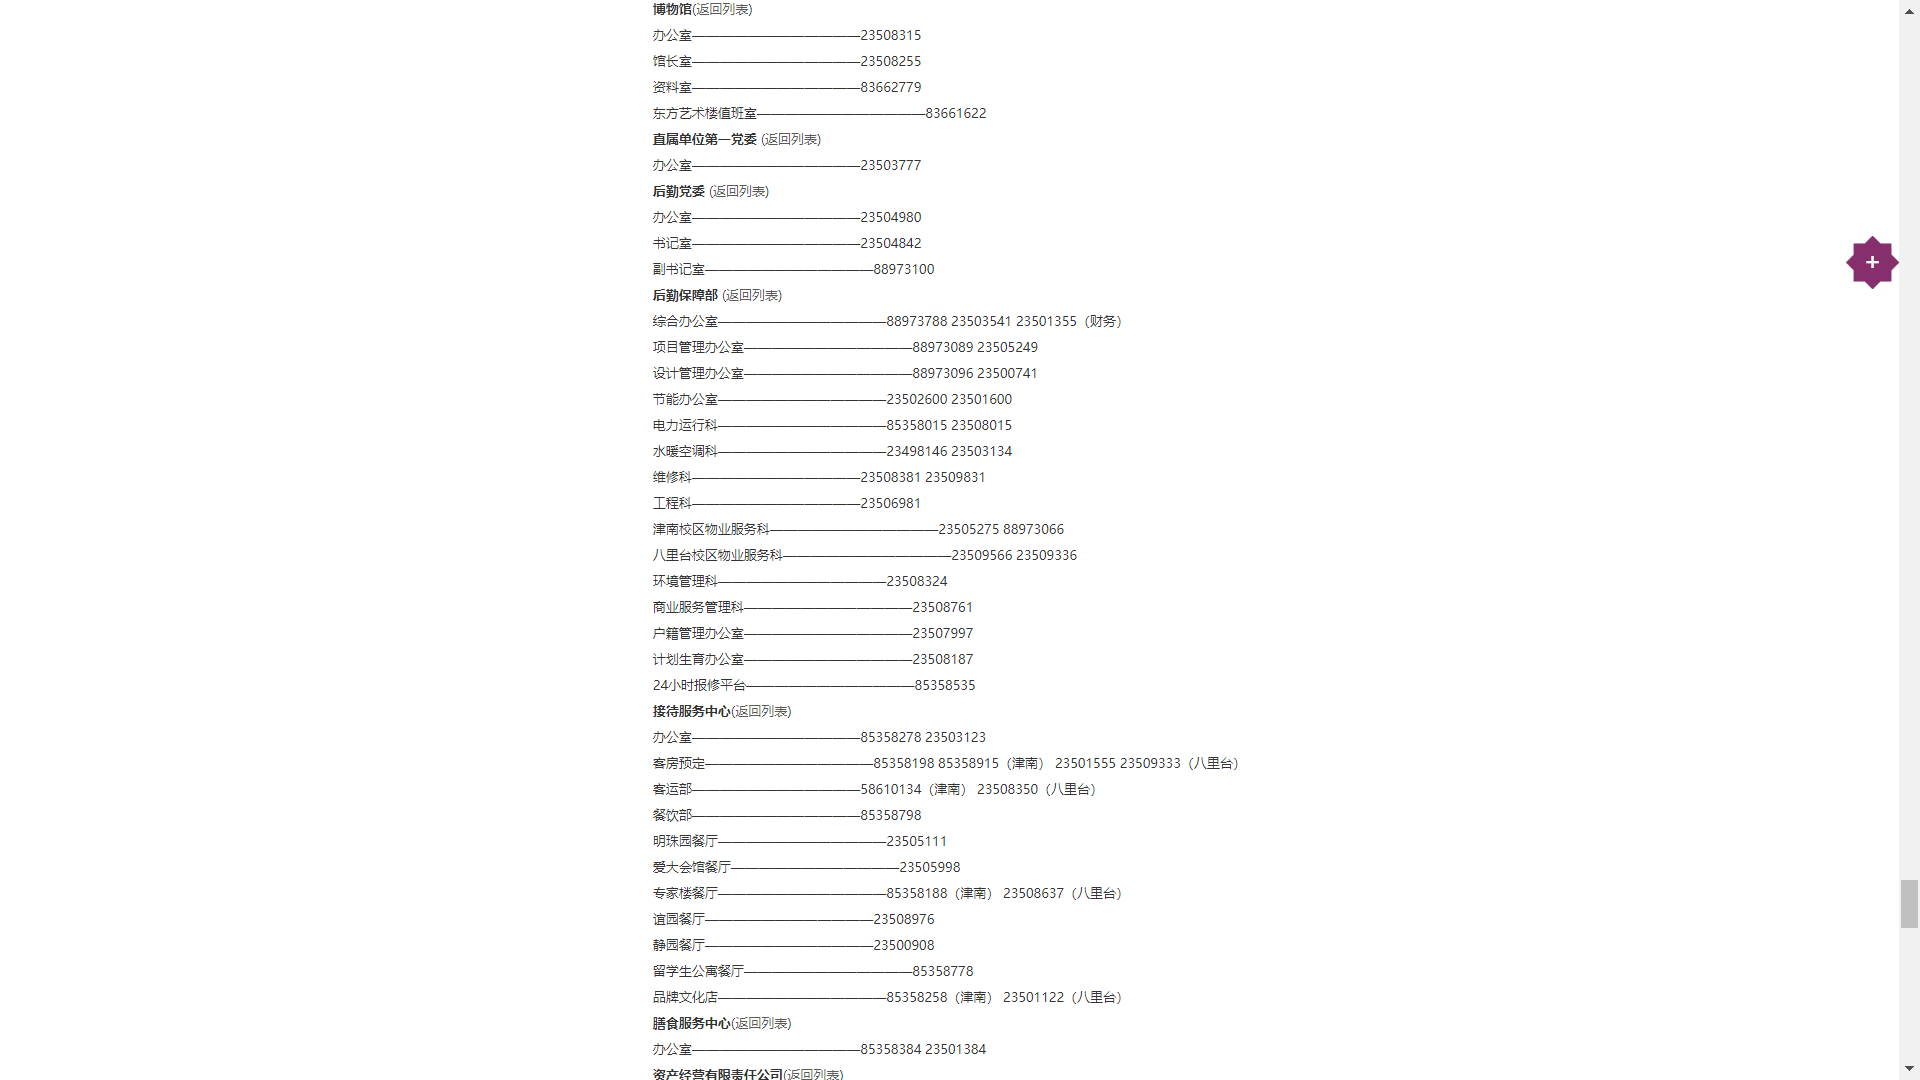 博物馆(返回列表)
办公室—————————————23508315
馆长室—————————————23508255
资料室—————————————83662779
东方艺术楼值班室—————————————83661622
直属单位第一党委 (返回列表)
办公室—————————————23503777
后勤党委 (返回列表)
办公室—————————————23504980
书记室—————————————23504842
副书记室—————————————88973100
后勤保障部 (返回列表)
综合办公室—————————————88973788 23503541 23501355（财务）
项目管理办公室—————————————88973089 23505249
设计管理办公室—————————————88973096 23500741
节能办公室—————————————23502600 23501600
电力运行科—————————————85358015 23508015
水暖空调科—————————————23498146 23503134
维修科—————————————23508381 23509831
工程科—————————————23506981
津南校区物业服务科—————————————23505275 88973066
八里台校区物业服务科—————————————23509566 23509336
环境管理科—————————————23508324
商业服务管理科—————————————23508761
户籍管理办公室—————————————23507997
计划生育办公室—————————————23508187
24小时报修平台—————————————85358535
接待服务中心(返回列表)
办公室—————————————85358278 23503123
客房预定—————————————85358198 85358915（津南） 23501555 23509333（八里台）
客运部—————————————58610134（津南） 23508350（八里台）
餐饮部—————————————85358798
明珠园餐厅—————————————23505111
爱大会馆餐厅—————————————23505998
专家楼餐厅—————————————85358188（津南） 23508637（八里台）
谊园餐厅—————————————23508976
静园餐厅—————————————23500908
留学生公寓餐厅—————————————85358778
品牌文化店—————————————85358258（津南） 23501122（八里台）
膳食服务中心(返回列表)
办公室—————————————85358384 23501384
资产经营有限责任公司(返回列表)